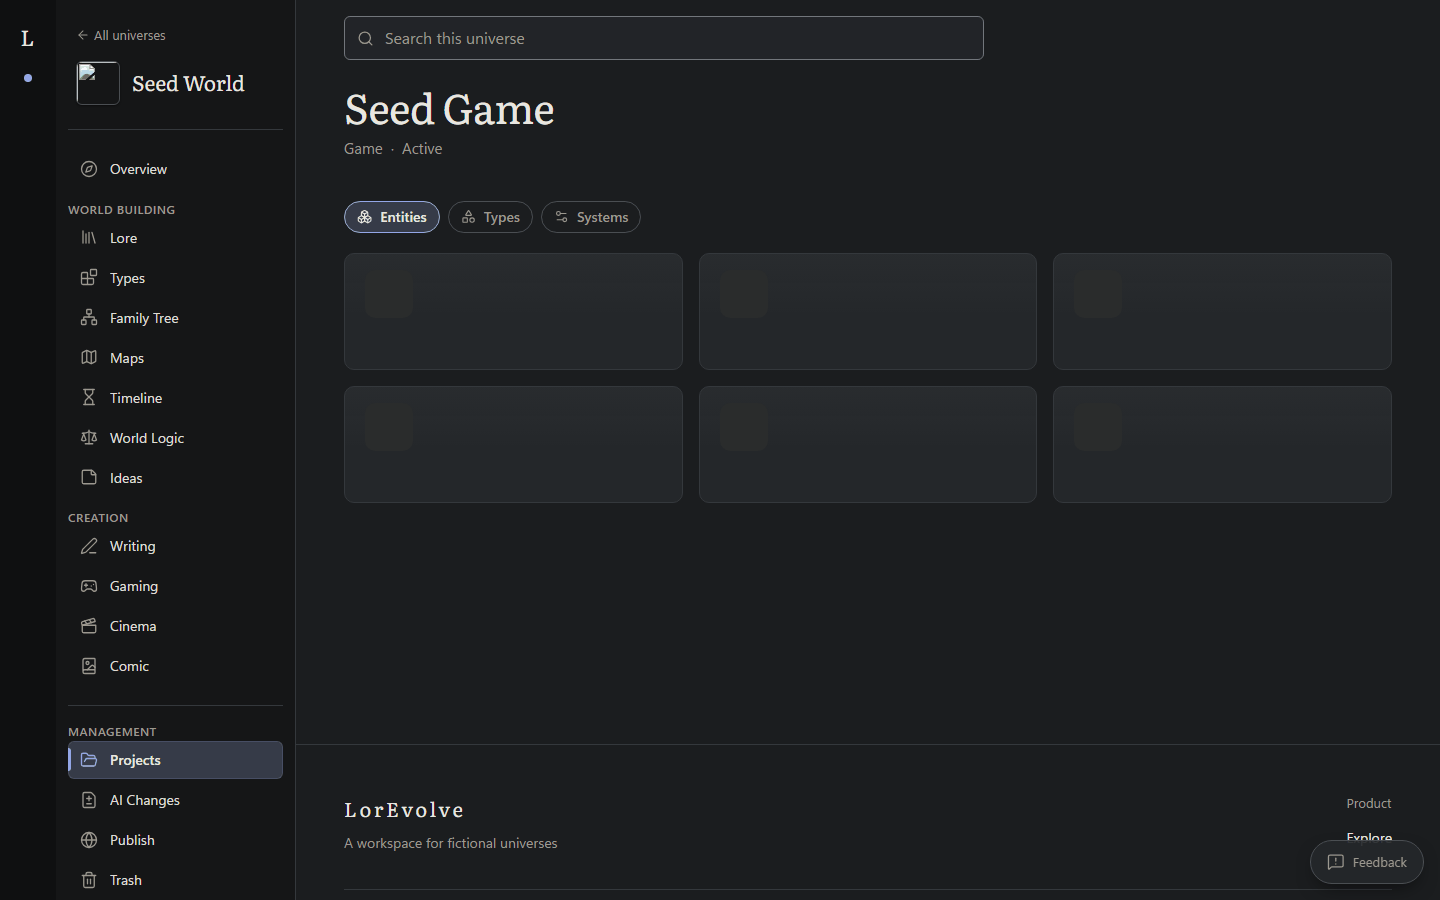 L
All universes
Seed World
Overview
WORLD BUILDING
Lore
Types
Family Tree
Maps
Timeline
World Logic
Ideas
CREATION
Writing
Gaming
Cinema
Comic
MANAGEMENT
Projects
AI Changes
Publish
Trash
Search this universe
Seed Game
Game · Active
Entities
Types
Systems
LorEvolve
A workspace for fictional universes
Product
Explore
Feedback